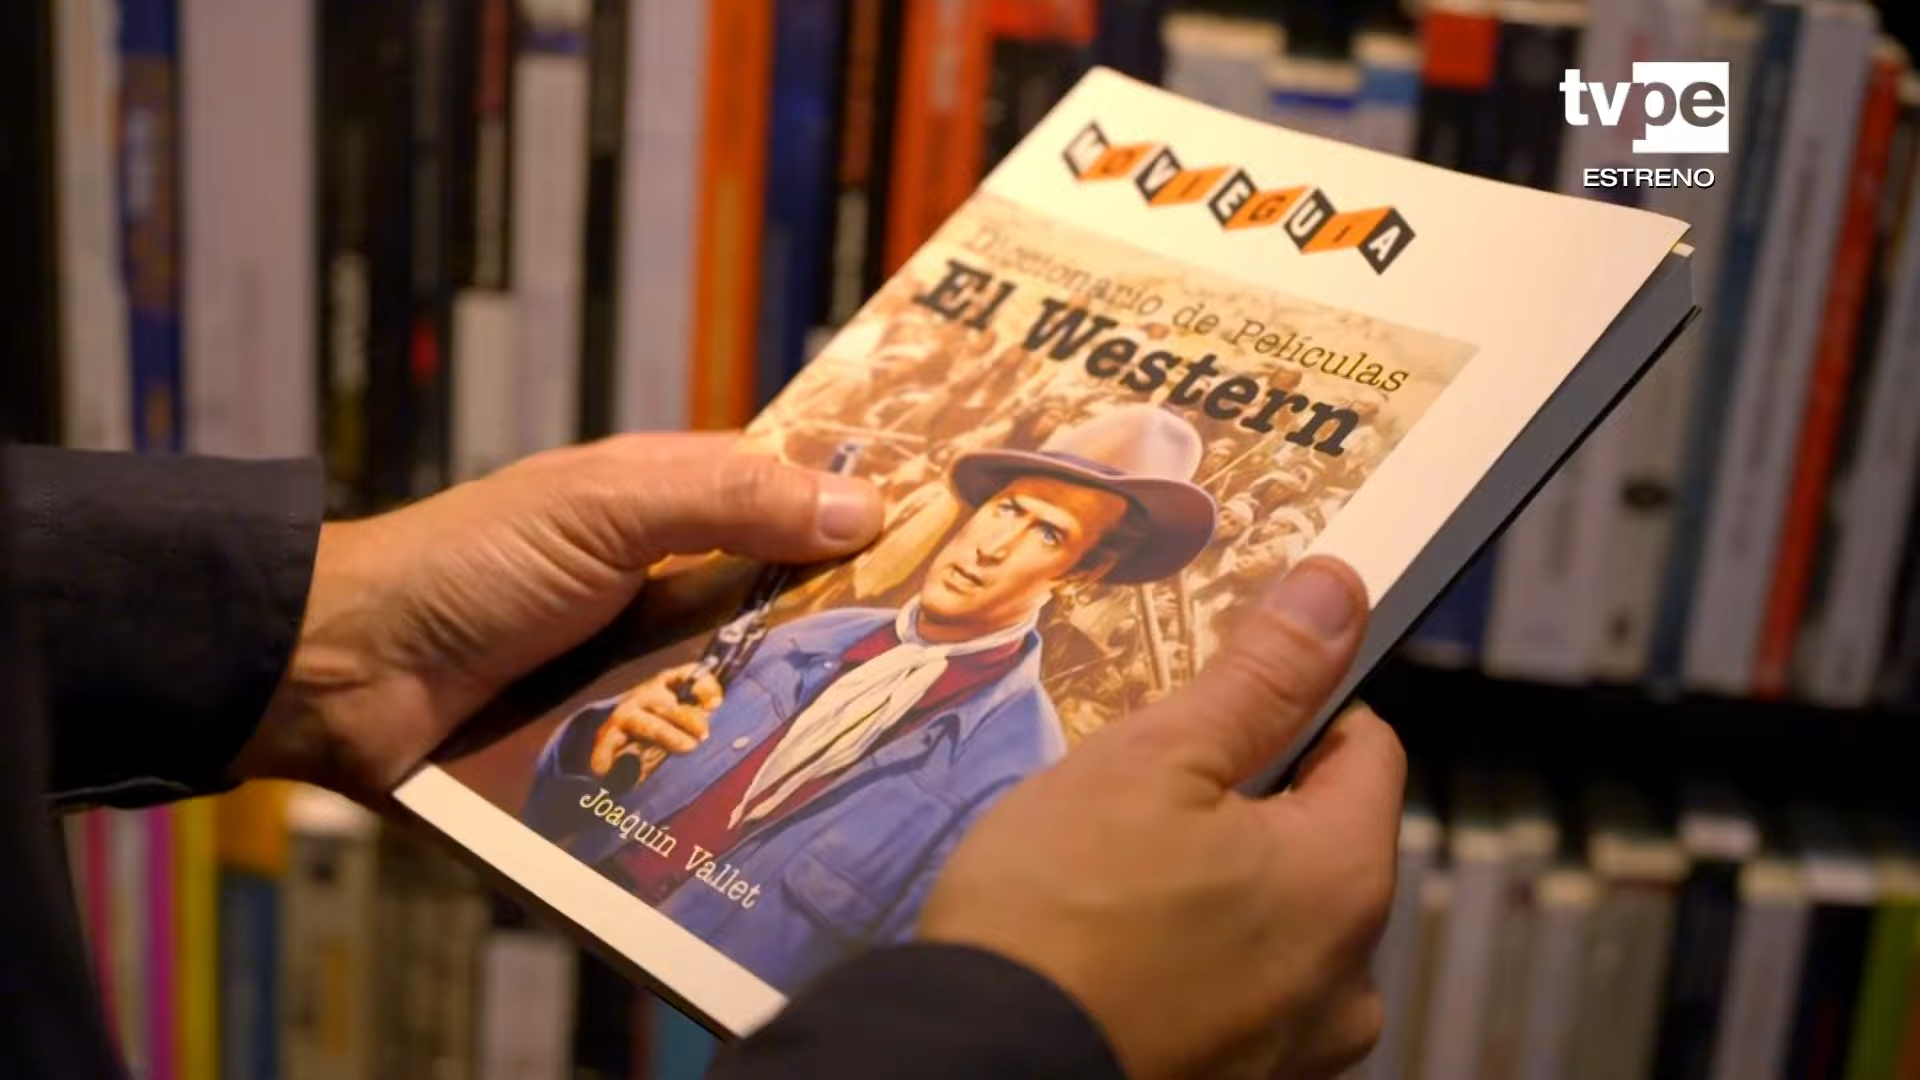 tvpe
ESTRENO
MOVIEGUIA
Diccionario de Películas
El Western
Joaquín Vallet